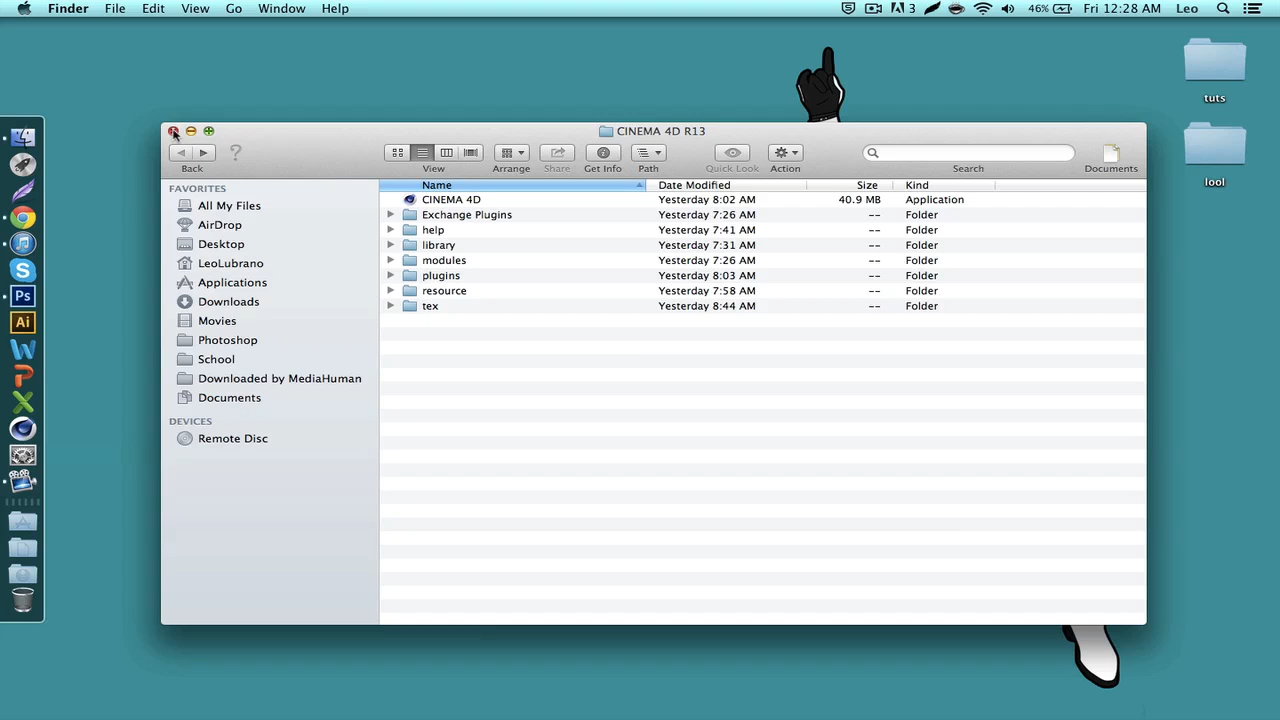 Finder File Edit View Go Window Help 3 46% Fri 12:28 AM Leo
tuts
lool
CINEMA 4D R13
Back View Arrange Share Get Info Path Quick Look Action Search Documents
FAVORITES
All My Files
AirDrop
Desktop
LeoLubrano
Applications
Downloads
Movies
Photoshop
School
Downloaded by MediaHuman
Documents
DEVICES
Remote Disc
Name Date Modified Size Kind
CINEMA 4D Yesterday 8:02 AM 40.9 MB Application
Exchange Plugins Yesterday 7:26 AM -- Folder
help Yesterday 7:41 AM -- Folder
library Yesterday 7:31 AM -- Folder
modules Yesterday 7:26 AM -- Folder
plugins Yesterday 8:03 AM -- Folder
resource Yesterday 7:58 AM -- Folder
tex Yesterday 8:44 AM -- Folder
Ps
Ai